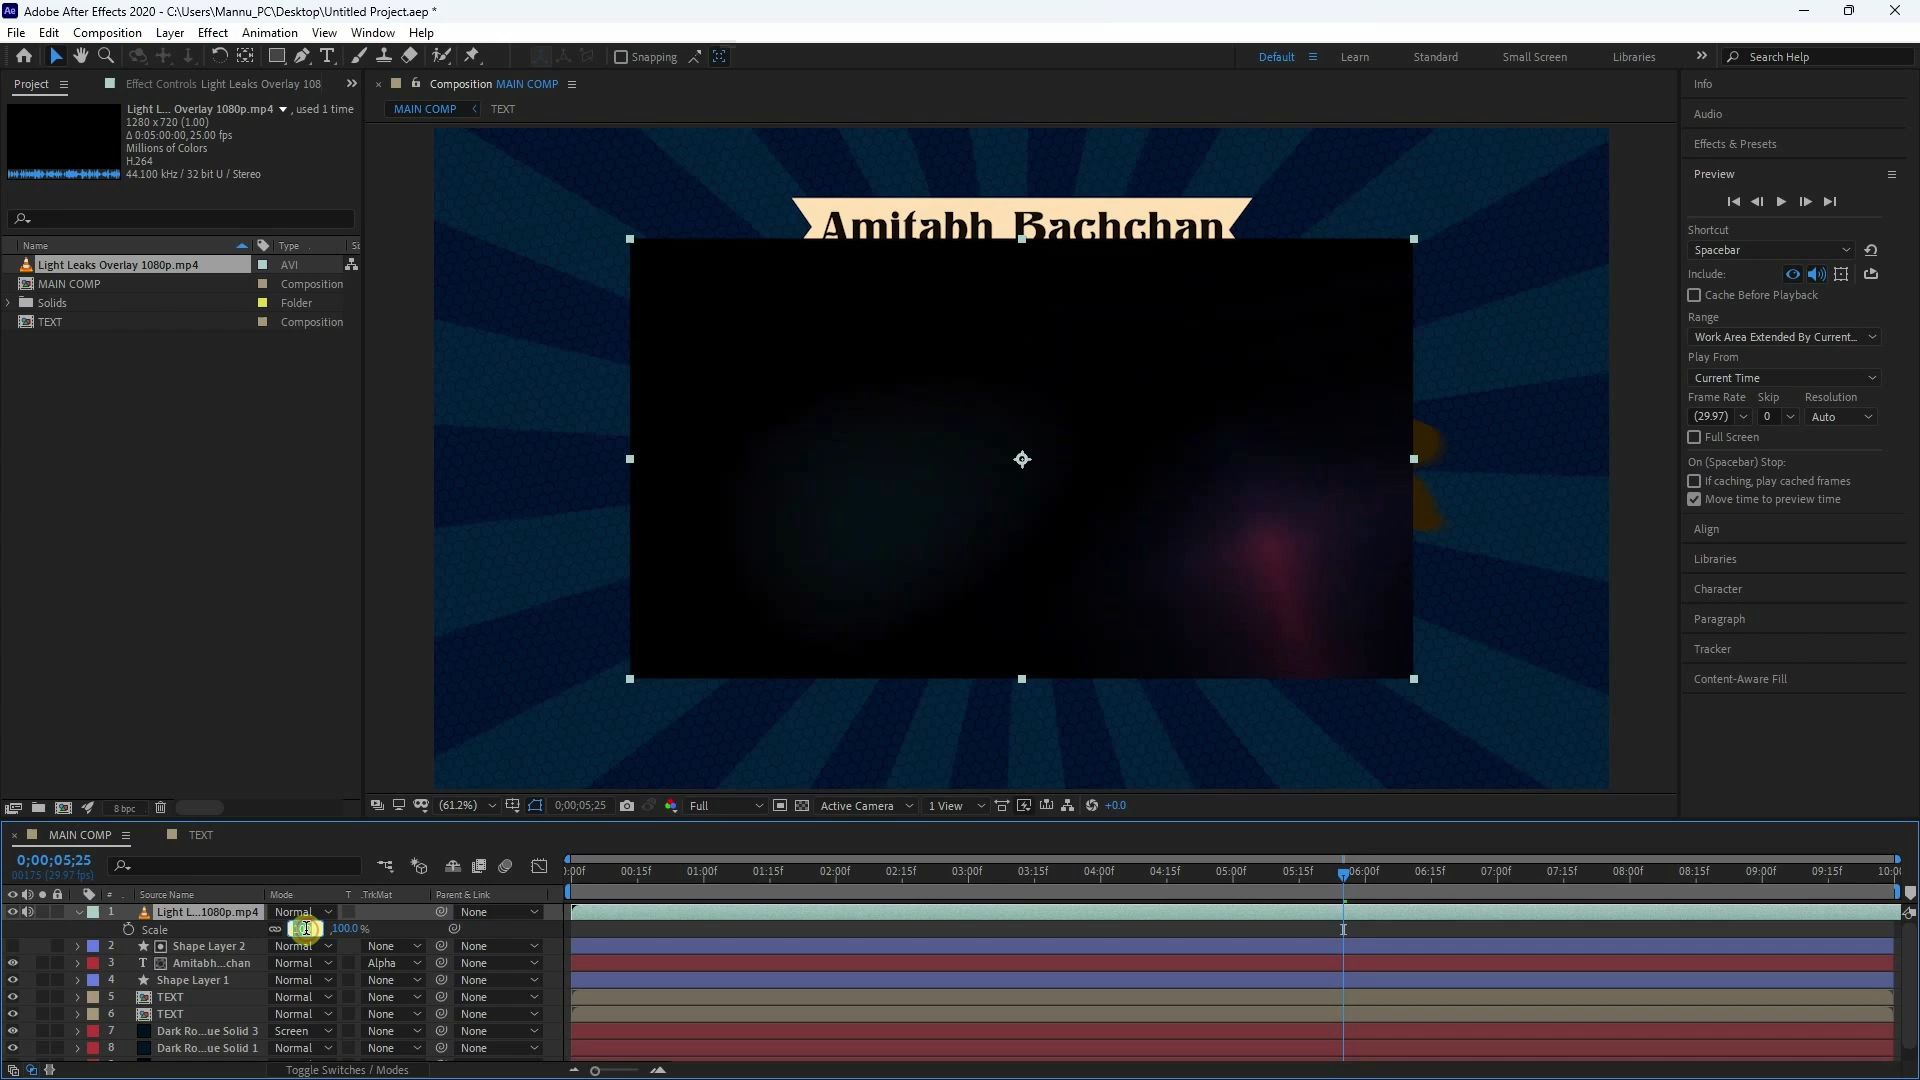 Adobe After Effects 2020 - C:\Users\Mannu_PC\Desktop\Untitled Project.aep *
File Edit Composition Layer Effect Animation View Window Help
Snapping
Default Learn Standard Small Screen Libraries Search Help
Project Effect Controls Light Leaks Overlay 108
Composition MAIN COMP
MAIN COMP TEXT
Light L... Overlay 1080p.mp4 , used 1 time
1280 x 720 (1.00)
Δ 0:05:00:00, 25.00 fps
Millions of Colors
H.264
44.100 kHz / 32 bit U / Stereo
Name Type
Light Leaks Overlay 1080p.mp4 AVI
MAIN COMP Composition
Solids Folder
TEXT Composition
8 bpc
Amitabh Bachchan
(61.2%) 0;00;05;25 Full Active Camera 1 View +0.0
Info
Audio
Effects & Presets
Preview
Shortcut
Spacebar
Include:
Cache Before Playback
Range
Work Area Extended By Current...
Play From
Current Time
Frame Rate Skip Resolution
(29.97) 0 Auto
Full Screen
On (Spacebar) Stop:
If caching, play cached frames
Move time to preview time
Align
Libraries
Character
Paragraph
Tracker
Content-Aware Fill
MAIN COMP TEXT
0;00;05;25
00175 (29.97 fps)
:00f 00:15f 01:00f 01:15f 02:00f 02:15f 03:00f 03:15f 04:00f 04:15f 05:00f 05:15f 06:00f 06:15f 07:00f 07:15f 08:00f 08:15f 09:00f 09:15f 10:0
# Source Name Mode T .TrkMat Parent & Link
1 Light L...1080p.mp4 Normal None
Scale ,100.0 %
2 Shape Layer 2 Normal None None
3 Amitabh...chan Normal Alpha None
4 Shape Layer 1 Normal None None
5 TEXT Normal None None
6 TEXT Normal None None
7 Dark Ro...ue Solid 3 Screen None None
8 Dark Ro...ue Solid 1 Normal None None
Toggle Switches / Modes